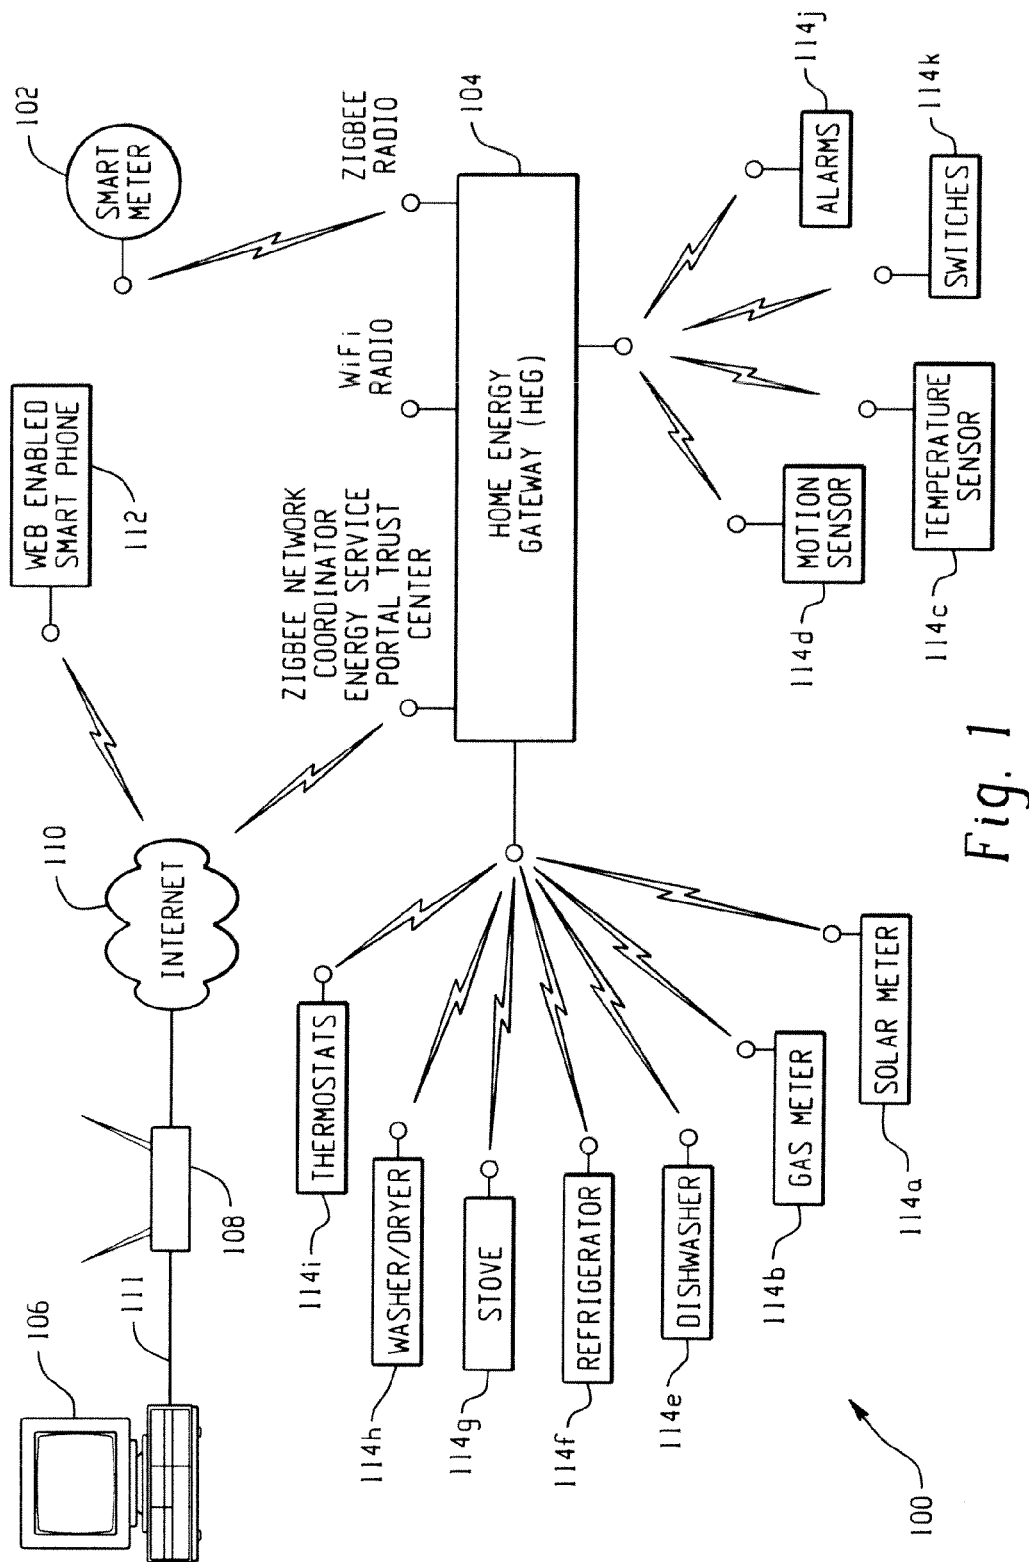 106
111
108
110
INTERNET
WEB ENABLED
SMART PHONE
112
102
SMART
METER
ZIGBEE NETWORK
COORDINATOR
ENERGY SERVICE
PORTAL TRUST
CENTER
WiFi
RADIO
ZIGBEE
RADIO
104
HOME ENERGY
GATEWAY (HEG)
THERMOSTATS
114i
WASHER/DRYER
114h
STOVE
114g
REFRIGERATOR
114f
DISHWASHER
114e
GAS METER
114b
SOLAR METER
114a
MOTION
SENSOR
114d
TEMPERATURE
SENSOR
114c
ALARMS
114j
SWITCHES
114k
100
Fig. 1